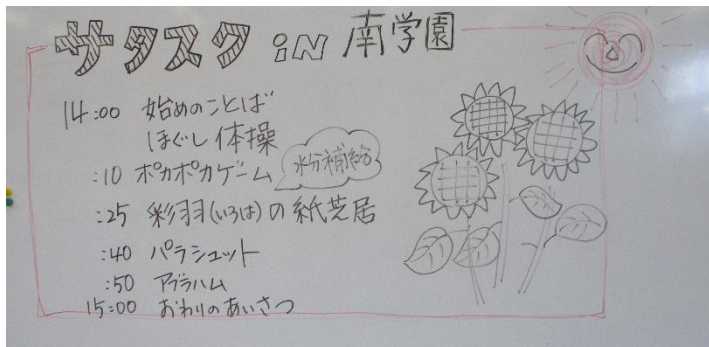 サタスク iN 南学園
14:00 始めのことば
ほぐし体操
:10 ポカポカゲーム 水分補給
:25 彩羽(いろは)の紙芝居
:40 パラシュット
:50 アブラハム
15:00 おわりのあいさつ